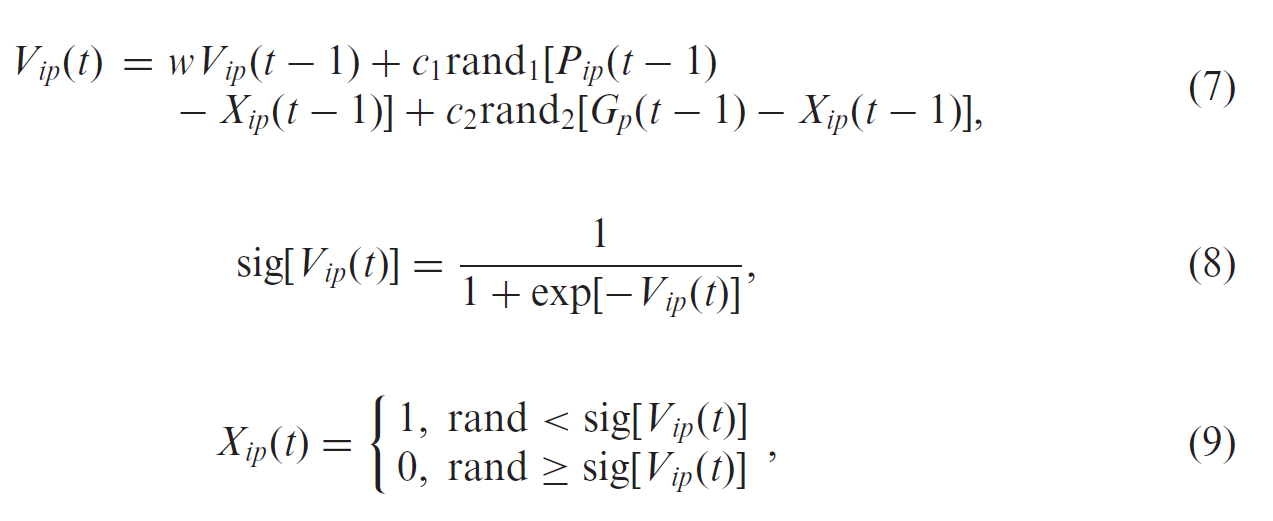 V_{ip}(t) = wV_{ip}(t − 1) + c_1rand_1[P_{ip}(t − 1)
− X_{ip}(t − 1)] + c_2rand_2[G_p(t − 1) − X_{ip}(t − 1)], (7)
sig[V_{ip}(t)] = \frac{1}{1 + exp[−V_{ip}(t)]}, (8)
X_{ip}(t) = { 1, rand < sig[V_{ip}(t)]
0, rand ≥ sig[V_{ip}(t)] , (9)